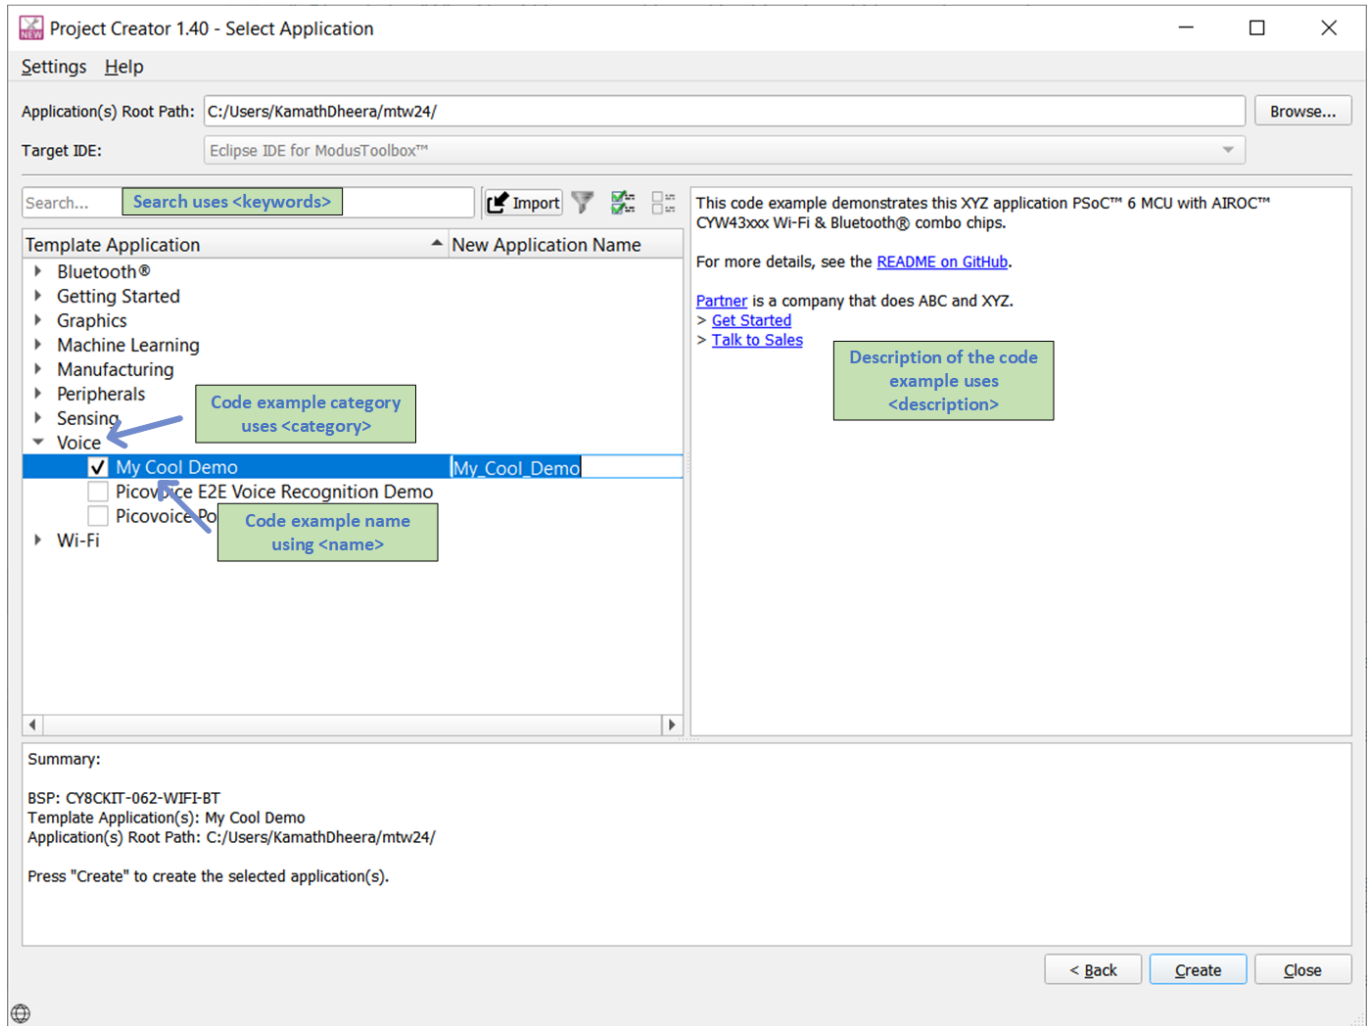 NEW Project Creator 1.40 - Select Application
Settings Help
Application(s) Root Path: C:/Users/KamathDheera/mtw24/ Browse...
Target IDE: Eclipse IDE for ModusToolbox™
Search... Search uses <keywords> Import
Template Application New Application Name
Bluetooth®
Getting Started
Graphics
Machine Learning
Manufacturing
Peripherals
Sensing
Voice
My Cool Demo My_Cool_Demo
Picovoice E2E Voice Recognition Demo
Picovoice Po
Wi-Fi
Code example category
uses <category>
Code example name
using <name>
This code example demonstrates this XYZ application PSoC™ 6 MCU with AIROC™
CYW43xxx Wi-Fi & Bluetooth® combo chips.
For more details, see the README on GitHub.
Partner is a company that does ABC and XYZ.
> Get Started
> Talk to Sales
Description of the code
example uses
<description>
Summary:
BSP: CY8CKIT-062-WIFI-BT
Template Application(s): My Cool Demo
Application(s) Root Path: C:/Users/KamathDheera/mtw24/
Press "Create" to create the selected application(s).
< Back Create Close